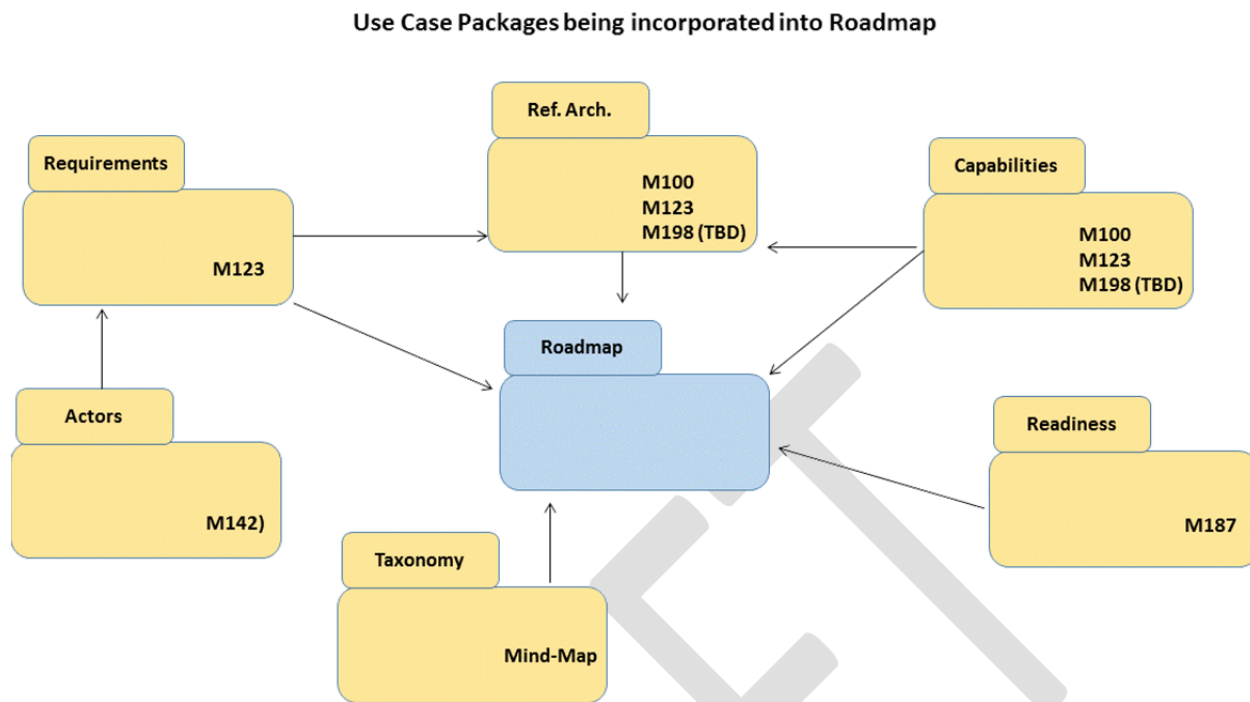 Use Case Packages being incorporated into Roadmap
Ref. Arch.
M100
M123
M198 (TBD)
Requirements
M123
Capabilities
M100
M123
M198 (TBD)
Roadmap
Actors
M142)
Readiness
M187
Taxonomy
Mind-Map